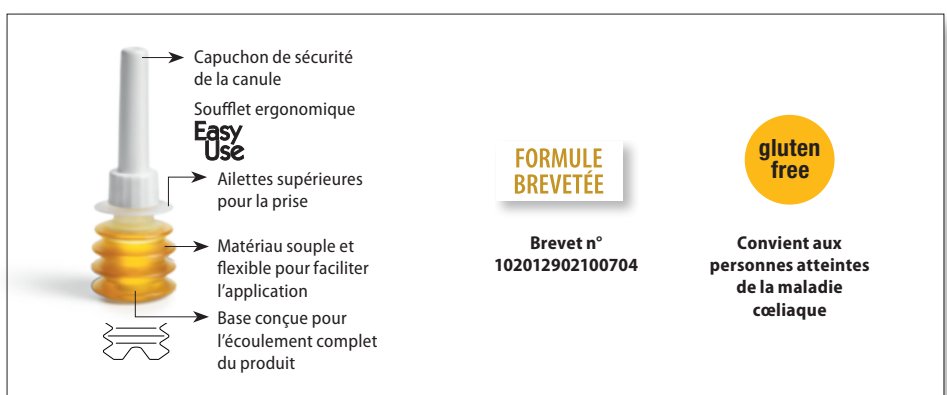 Capuchon de sécurité
de la canule
Soufflet ergonomique
Easy
Use
Ailettes supérieures
pour la prise
Matériau souple et
flexible pour faciliter
l'application
Base conçue pour
l'écoulement complet
du produit
FORMULE
BREVETÉE
Brevet n°
102012902100704
gluten
free
Convient aux
personnes atteintes
de la maladie
cœliaque